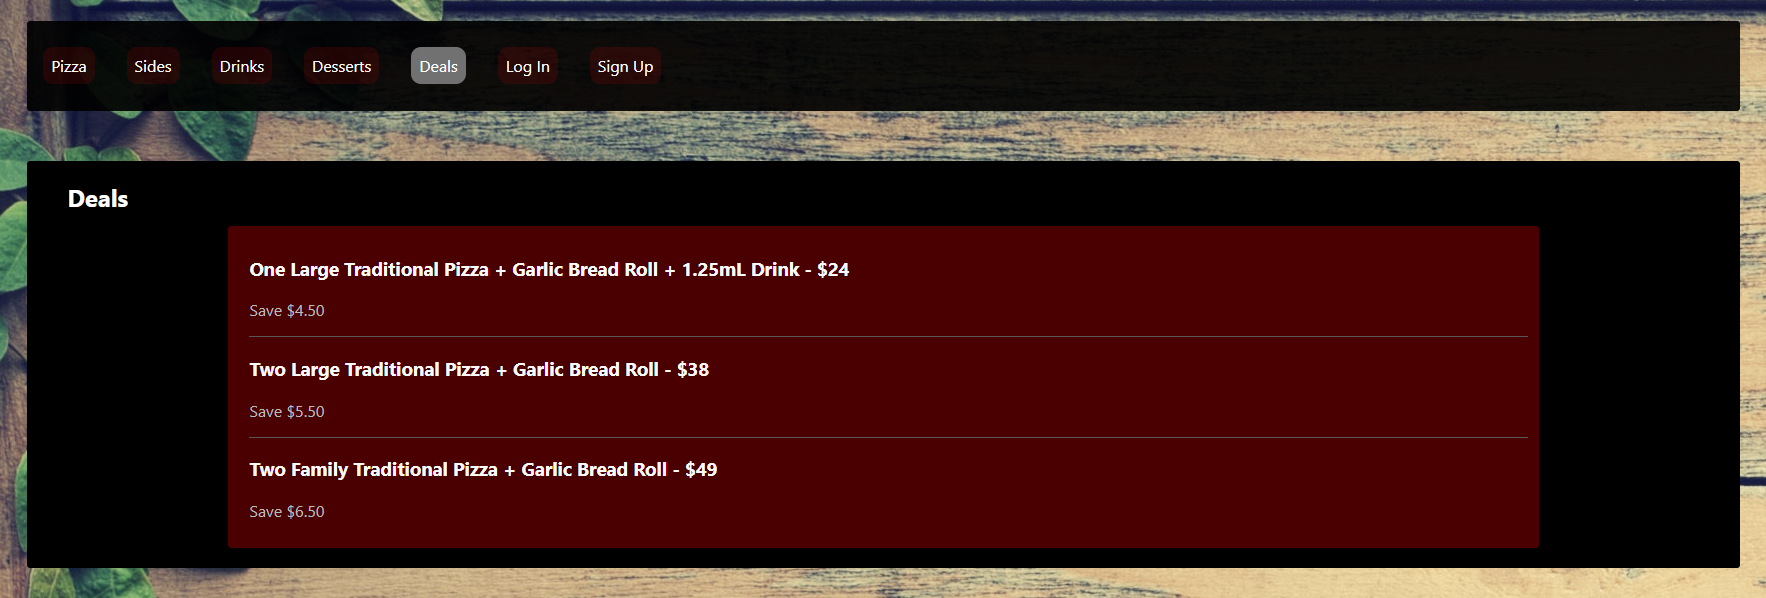 Pizza Sides Drinks Desserts Deals Log In Sign Up
Deals
One Large Traditional Pizza + Garlic Bread Roll + 1.25mL Drink - $24
Save $4.50
Two Large Traditional Pizza + Garlic Bread Roll - $38
Save $5.50
Two Family Traditional Pizza + Garlic Bread Roll - $49
Save $6.50